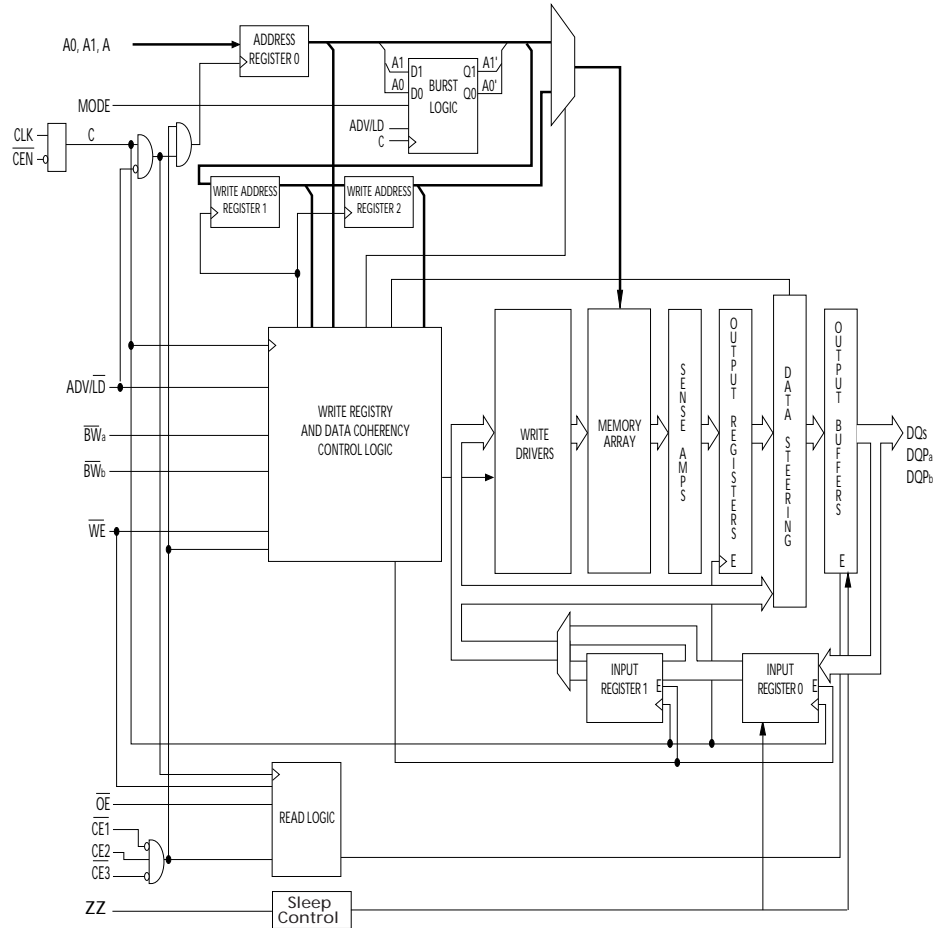 A0, A1, A
ADDRESS
REGISTER 0
A1
A0
D1
D0
BURST
LOGIC
Q1
Q0
A1'
A0'
MODE
ADV/LD
C
CLK
CEN
C
WRITE ADDRESS
REGISTER 1
WRITE ADDRESS
REGISTER 2
ADV/LD
BWa
BWb
WE
WRITE REGISTRY
AND DATA COHERENCY
CONTROL LOGIC
WRITE
DRIVERS
MEMORY
ARRAY
SENSE AMPS
OUTPUT REGISTERS
E
DATA STEERING
OUTPUT BUFFERS
E
DQs
DQPa
DQPb
INPUT
REGISTER 1
E
INPUT
REGISTER 0
E
OE
CE1
CE2
CE3
READ LOGIC
ZZ
Sleep
Control